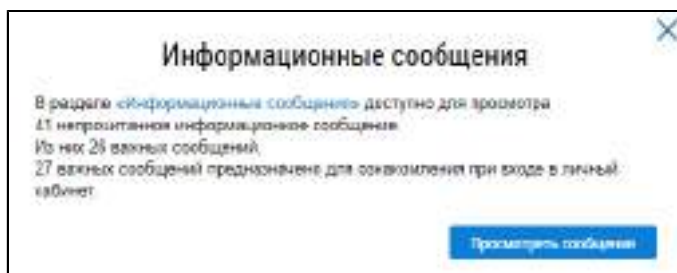 Информационные сообщения
В разделе «Информационные сообщения» доступно для просмотра
41 непрочитанное информационное сообщение.
Из них 26 важных сообщений.
27 важных сообщений предназначено для ознакомления при входе в личный
кабинет.
Просмотреть сообщения